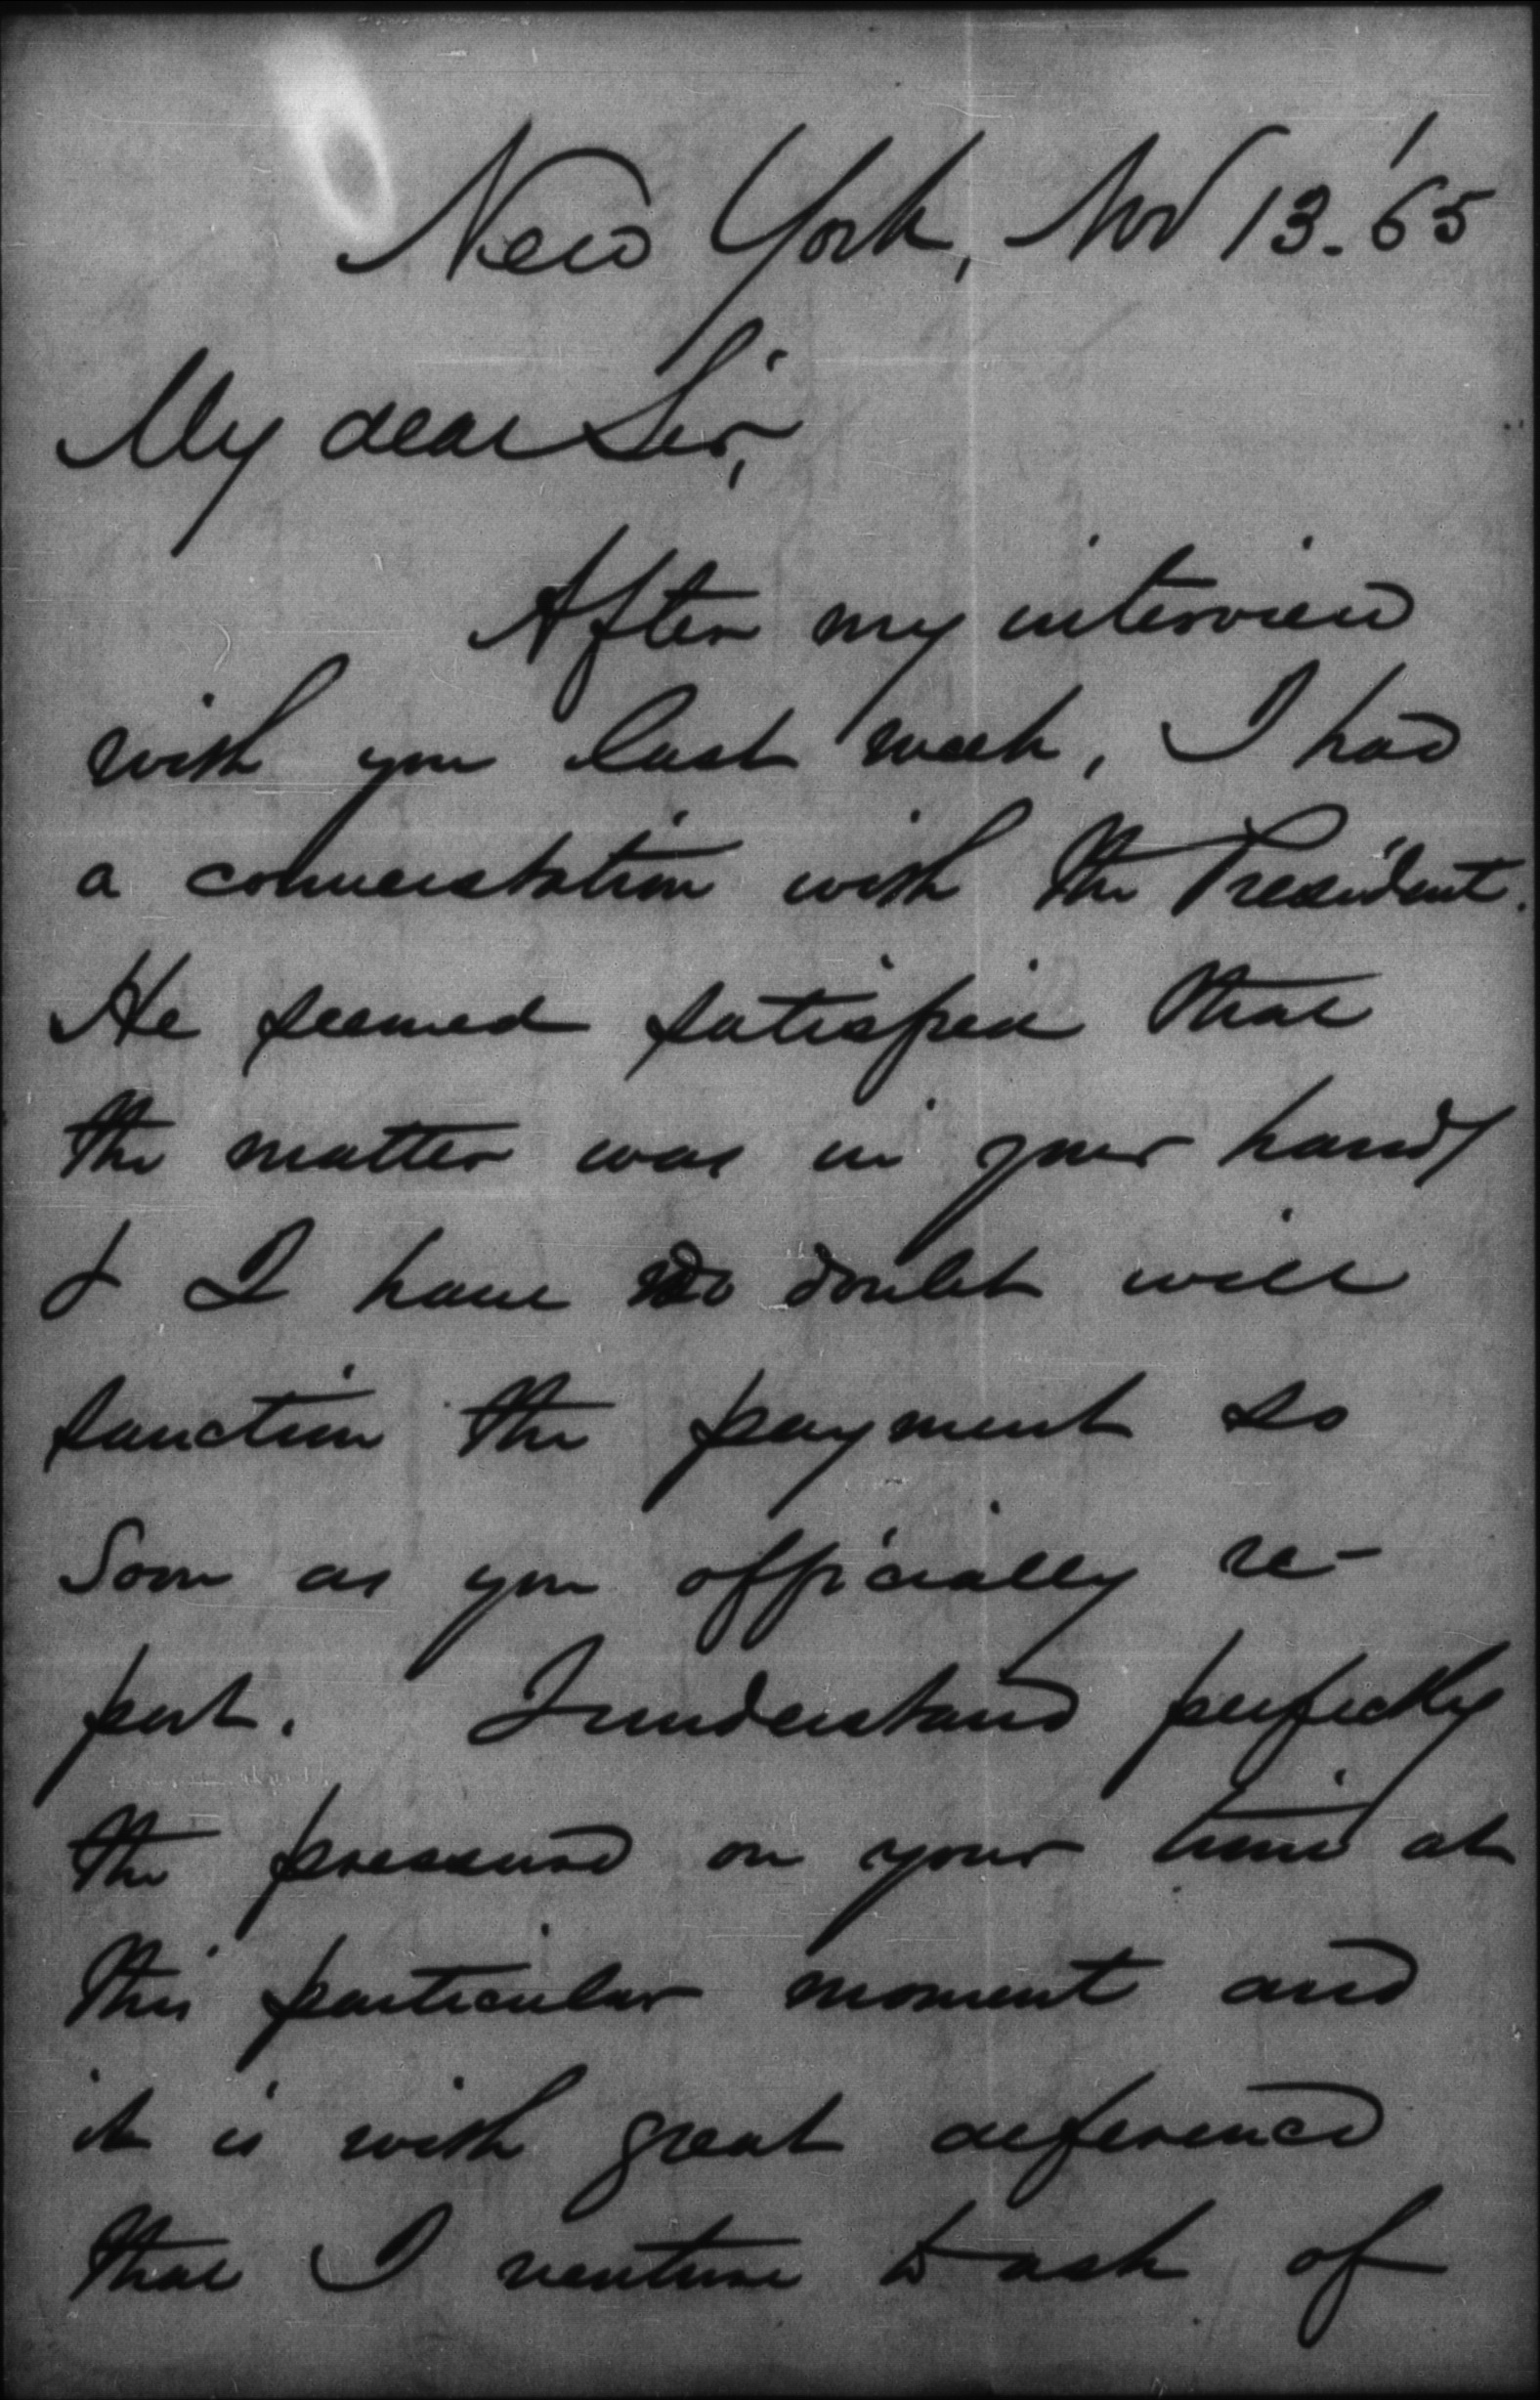 New York, Nov 13. '65
My dear Sir,
After my interview
with you last week, I had
a conversation with the President.
He seemed satisfied that
the matter was in your hands
& I have no doubt will
sanction the payment so
soon as you officially re-
port. I understand perfectly
the pressure on your time at
this particular moment and
it is with great deference
that I venture to ask of